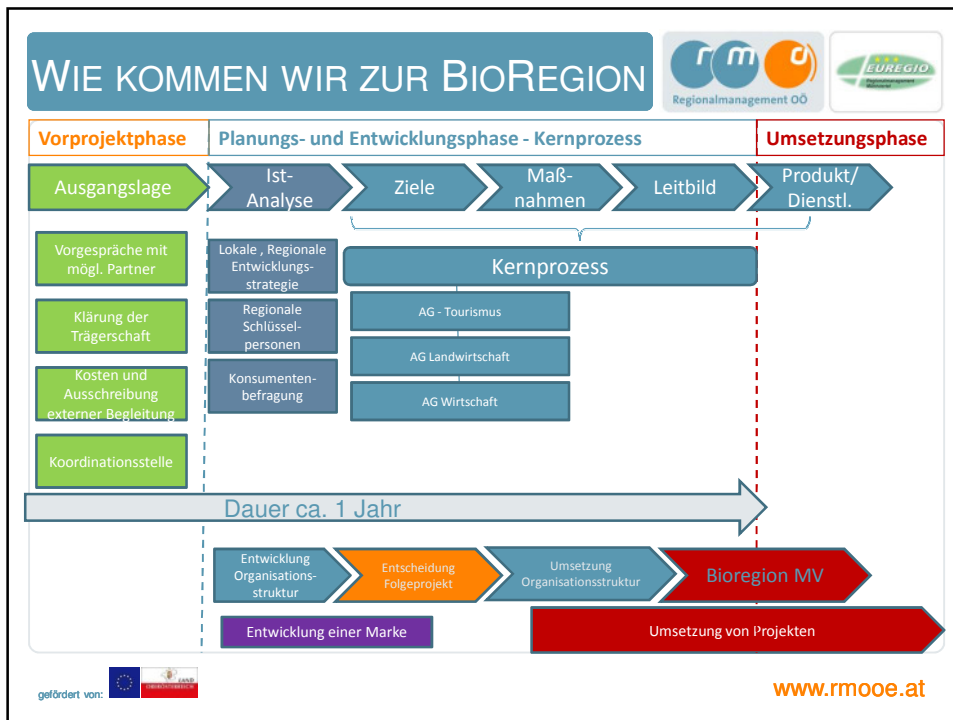 WIE KOMMEN WIR ZUR BIOREGION
r m o
Regionalmanagement OÖ
EUREGIO
Vorprojektphase
Planungs- und Entwicklungsphase - Kernprozess
Umsetzungsphase
Ausgangslage
Ist-
Analyse
Ziele
Maß-
nahmen
Leitbild
Produkt/
Dienstl.
Vorgespräche mit
mögl. Partner
Klärung der
Trägerschaft
Kosten und
Ausschreibung
externer Begleitung
Koordinationsstelle
Lokale , Regionale
Entwicklungs-
strategie
Regionale
Schlüssel-
personen
Konsumenten-
befragung
Kernprozess
AG - Tourismus
AG Landwirtschaft
AG Wirtschaft
Dauer ca. 1 Jahr
Entwicklung
Organisations-
struktur
Entscheidung
Folgeprojekt
Umsetzung
Organisationsstruktur
Bioregion MV
Entwicklung einer Marke
Umsetzung von Projekten
gefördert von:
LAND
OBERÖSTERREICH
www.rmooe.at